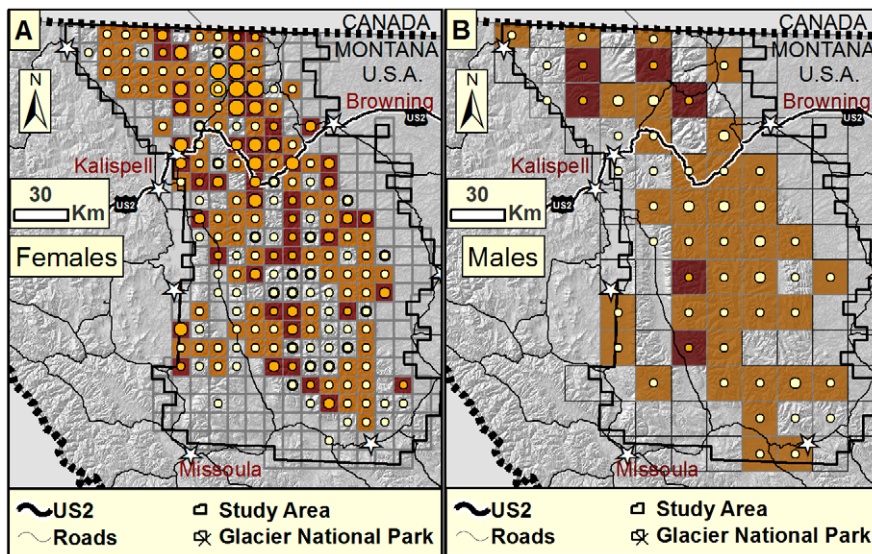 A
CANADA
MONTANA
U.S.A.
N
Browning
US2
Kalispell
30
Km
US2
Females
Missoula
US2
Study Area
Roads
Glacier National Park
B
CANADA
MONTANA
U.S.A.
N
Browning
US2
Kalispell
30
Km
US2
Males
Missoula
US2
Study Area
Roads
Glacier National Park